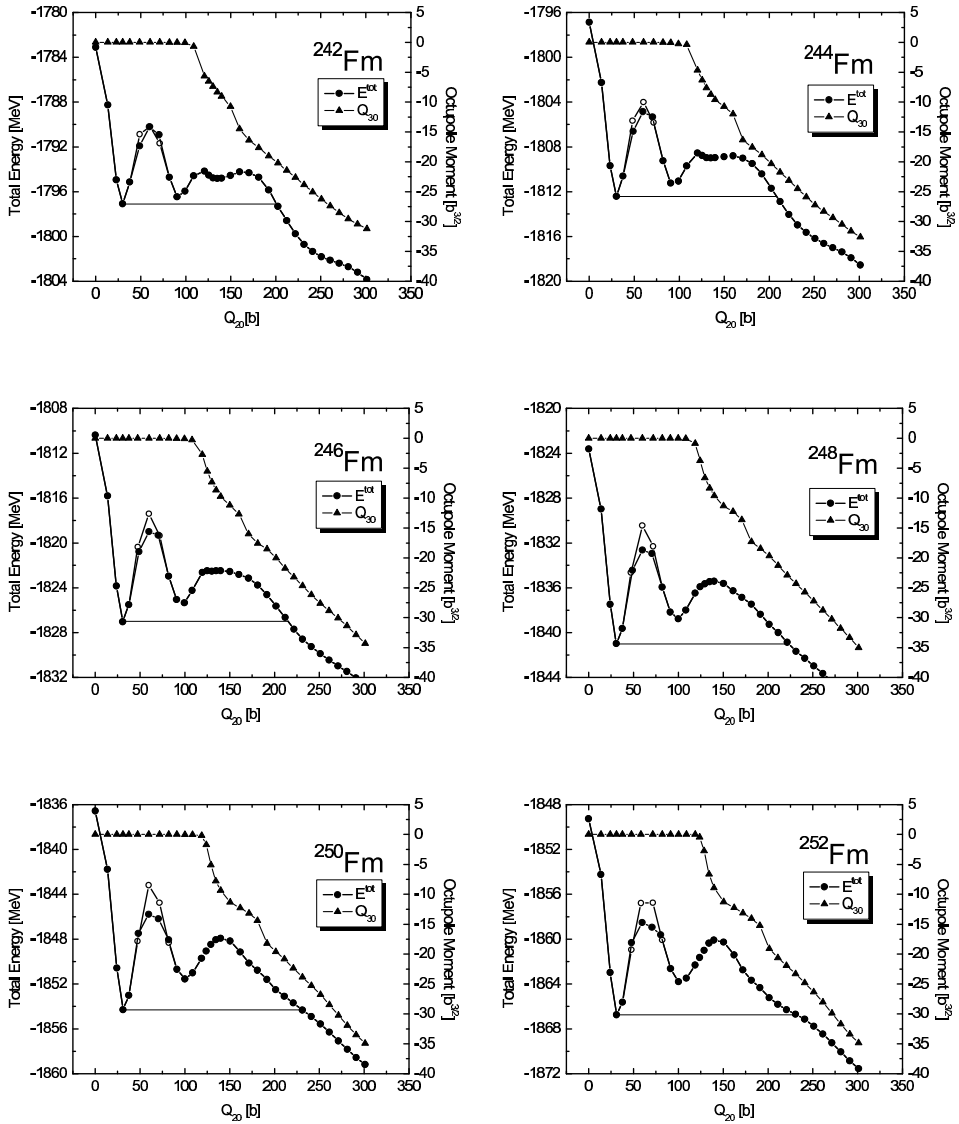 -1780
-1784
-1788
-1792
-1796
-1800
-1804
Total Energy [MeV]
0 50 100 150 200 250 300 350
Q20[b]
5
0
-5
-10
-15
-20
-25
-30
-35
-40
Octupole Moment [b3/2]
242Fm
Etot
Q30
-1796
-1800
-1804
-1808
-1812
-1816
-1820
Total Energy [MeV]
0 50 100 150 200 250 300 350
Q20 [b]
5
0
-5
-10
-15
-20
-25
-30
-35
-40
Octupole Moment [b3/2]
244Fm
Etot
Q30
-1808
-1812
-1816
-1820
-1824
-1828
-1832
Total Energy [MeV]
0 50 100 150 200 250 300 350
Q20 [b]
5
0
-5
-10
-15
-20
-25
-30
-35
-40
Octupole Moment [b3/2]
246Fm
Etot
Q30
-1820
-1824
-1828
-1832
-1836
-1840
-1844
Total Energy [MeV]
0 50 100 150 200 250 300 350
Q20 [b]
5
0
-5
-10
-15
-20
-25
-30
-35
-40
Octupole Moment [b3/2]
248Fm
Etot
Q30
-1836
-1840
-1844
-1848
-1852
-1856
-1860
Total Energy [MeV]
0 50 100 150 200 250 300 350
Q20 [b]
5
0
-5
-10
-15
-20
-25
-30
-35
-40
Octupole Moment [b3/2]
250Fm
Etot
Q30
-1848
-1852
-1856
-1860
-1864
-1868
-1872
Total Energy [MeV]
0 50 100 150 200 250 300 350
Q20 [b]
5
0
-5
-10
-15
-20
-25
-30
-35
-40
Octupole Moment [b3/2]
252Fm
Etot
Q30